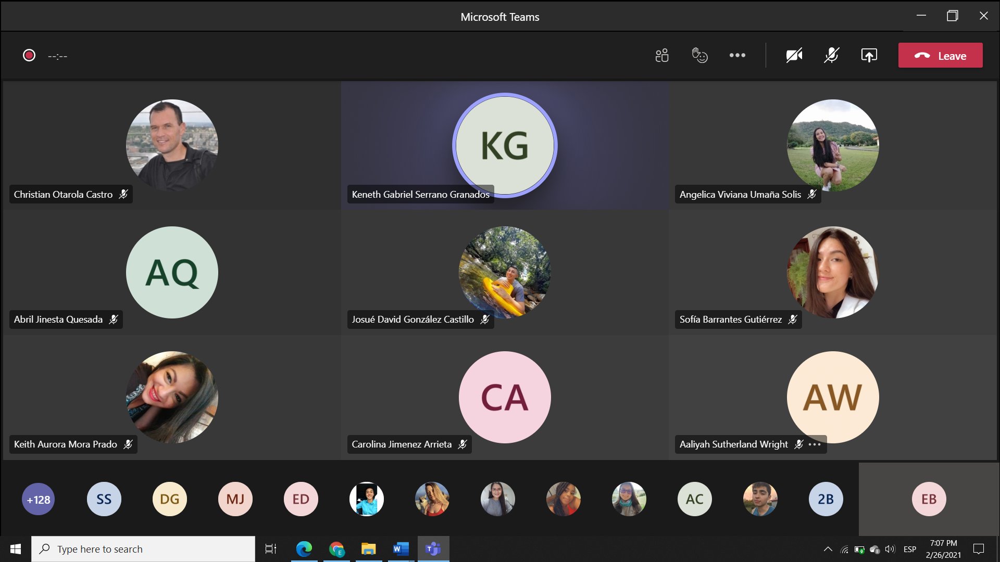 Microsoft Teams
--:--
Leave
KG
Christian Otarola Castro
Keneth Gabriel Serrano Granados
Angelica Viviana Umaña Solis
AQ
Abril Jinesta Quesada
Josué David González Castillo
Sofía Barrantes Gutiérrez
CA
AW
Keith Aurora Mora Prado
Carolina Jimenez Arrieta
Aaliyah Sutherland Wright
+128
SS
DG
MJ
ED
AC
2B
EB
Type here to search
E
W
T
ESP
7:07 PM
2/26/2021